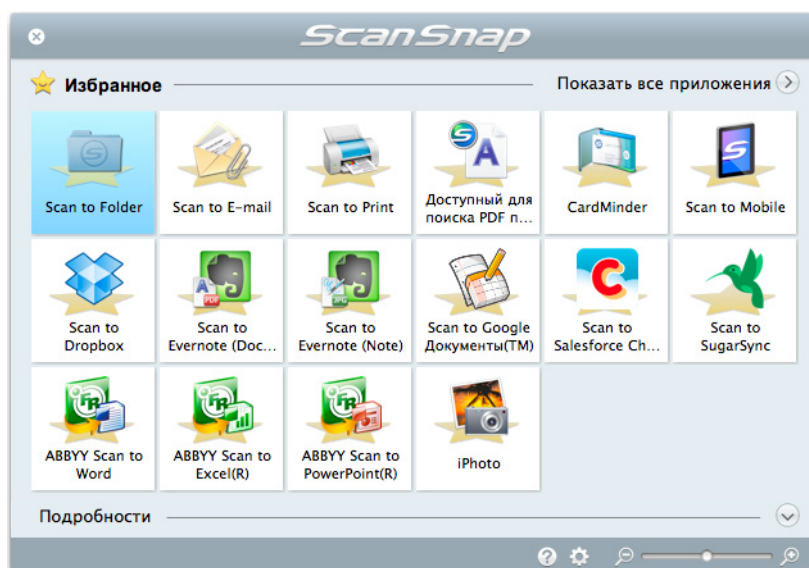 ScanSnap
Избранное
Показать все приложения
Scan to Folder
Scan to E-mail
Scan to Print
Доступный для
поиска PDF п...
CardMinder
Scan to Mobile
Scan to
Dropbox
Scan to
Evernote (Doc...
Scan to
Evernote (Note)
Scan to Google
Документы(TM)
Scan to
Salesforce Ch...
Scan to
SugarSync
ABBYY Scan to
Word
ABBYY Scan to
Excel(R)
ABBYY Scan to
PowerPoint(R)
iPhoto
Подробности